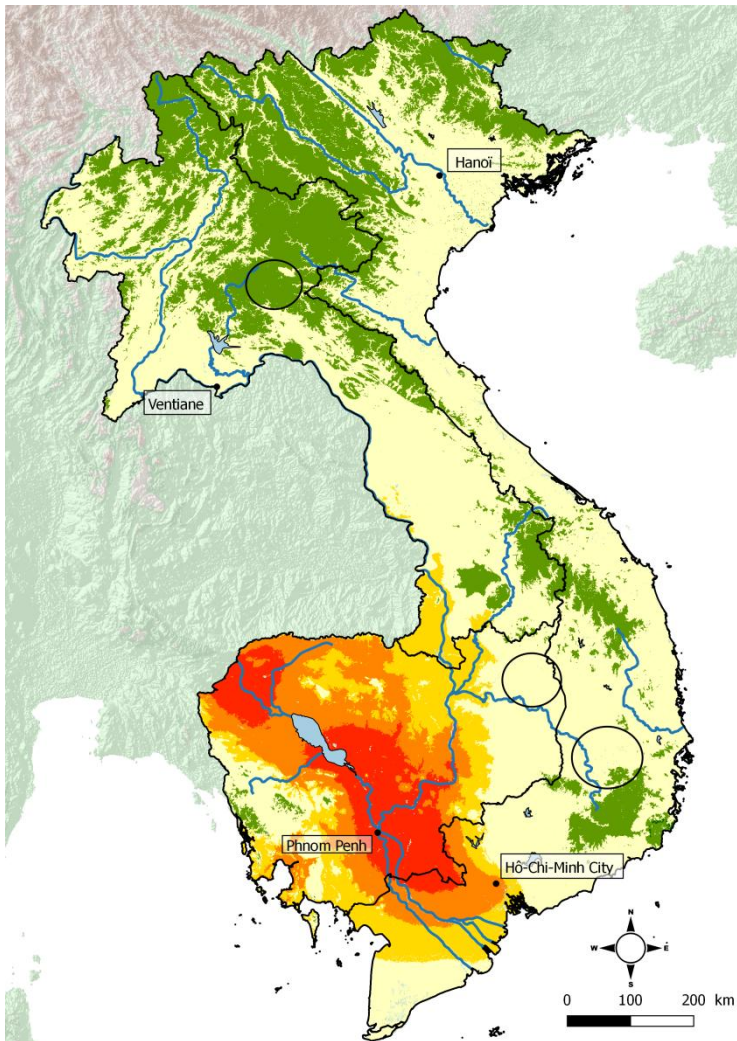 Hanoï
Ventiane
Phnom Penh
Hô-Chi-Minh City
N
W
E
S
0 100 200 km